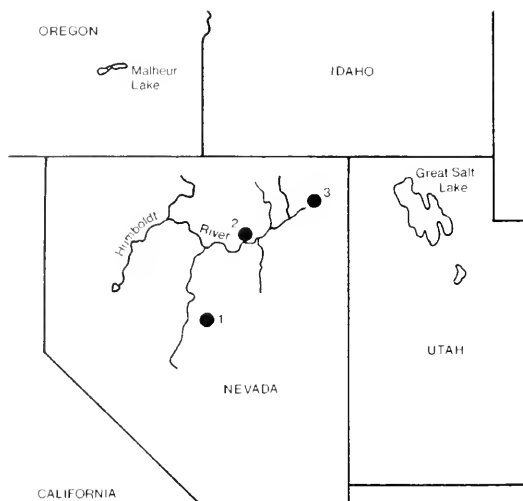 OREGON
Malheur
Lake
IDAHO
Great Salt
Lake
3
2
Humboldt River
1
UTAH
NEVADA
CALIFORNIA